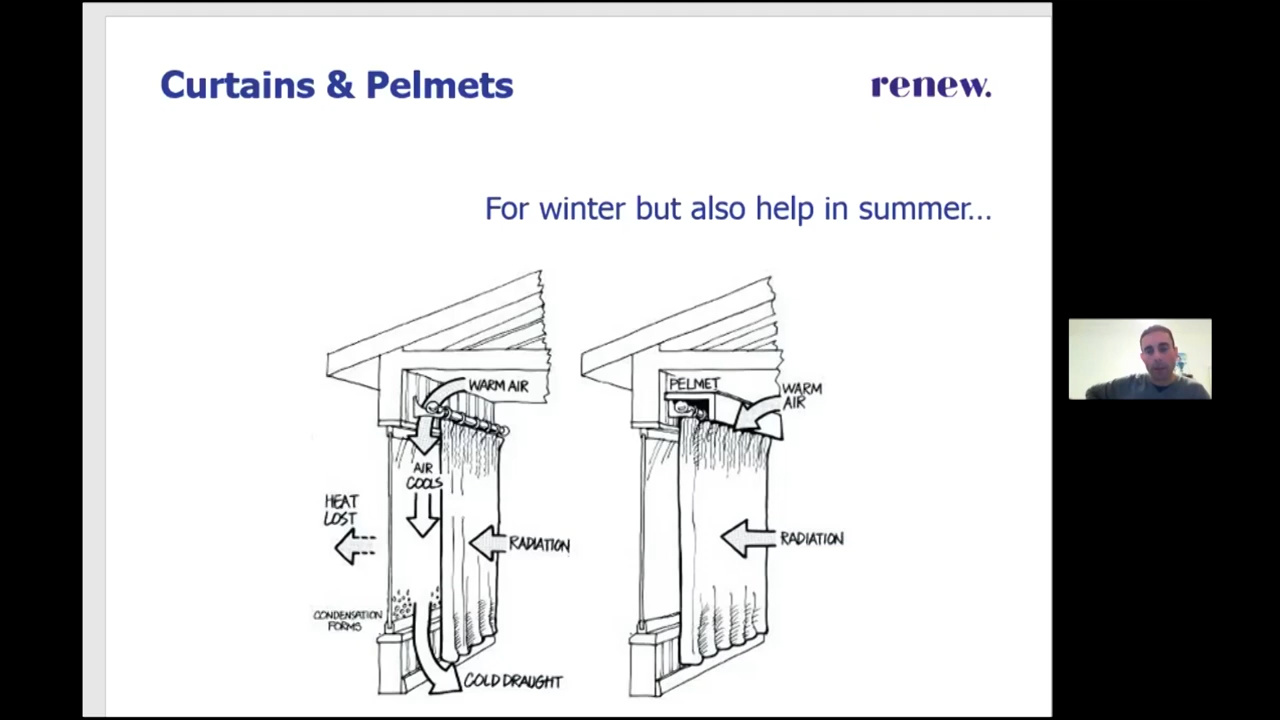 Curtains & Pelmets
renew.
For winter but also help in summer...
WARM AIR
AIR
COOLS
HEAT
LOST
RADIATION
CONDENSATION
FORMS
COLD DRAUGHT
PELMET
WARM
AIR
RADIATION